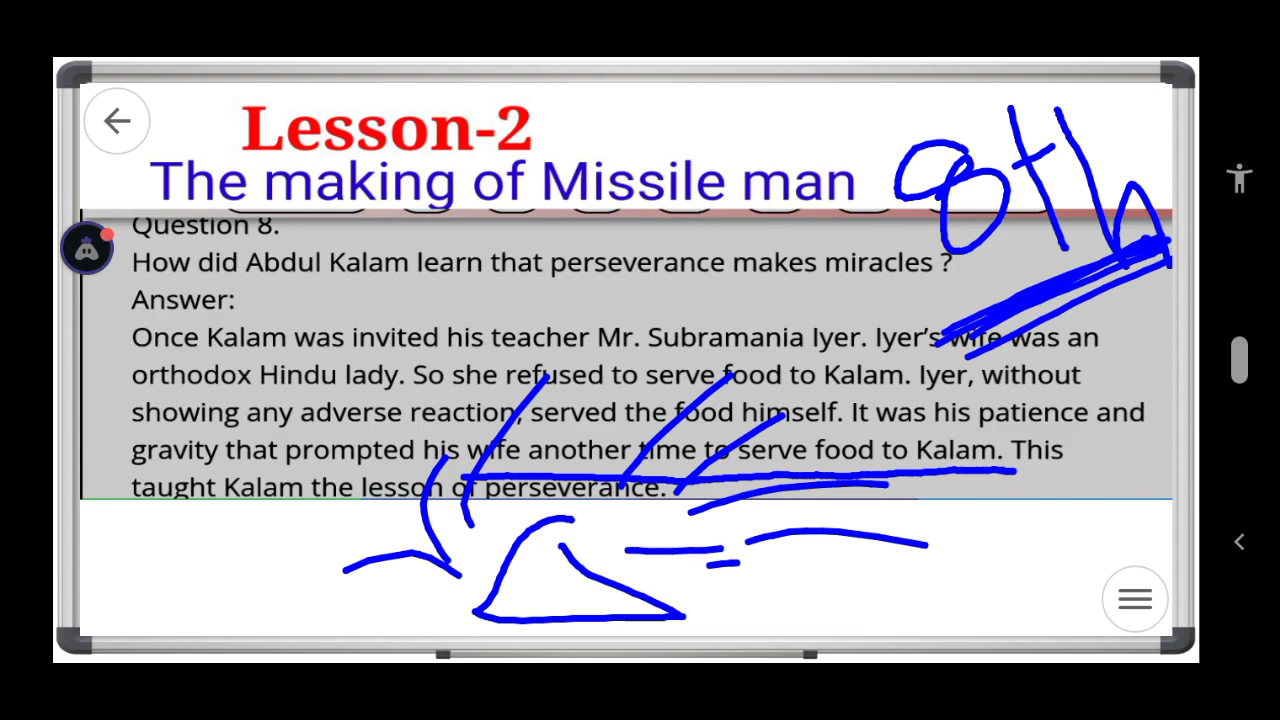 Lesson-2
The making of Missile man
8th
Question 8.
How did Abdul Kalam learn that perseverance makes miracles ?
Answer:
Once Kalam was invited his teacher Mr. Subramania lyer. Iyer’s wife was an
orthodox Hindu lady. So she refused to serve food to Kalam. Iyer, without
showing any adverse reaction, served the food himself. It was his patience and
gravity that prompted his wife another time to serve food to Kalam. This
taught Kalam the lesson of perseverance.